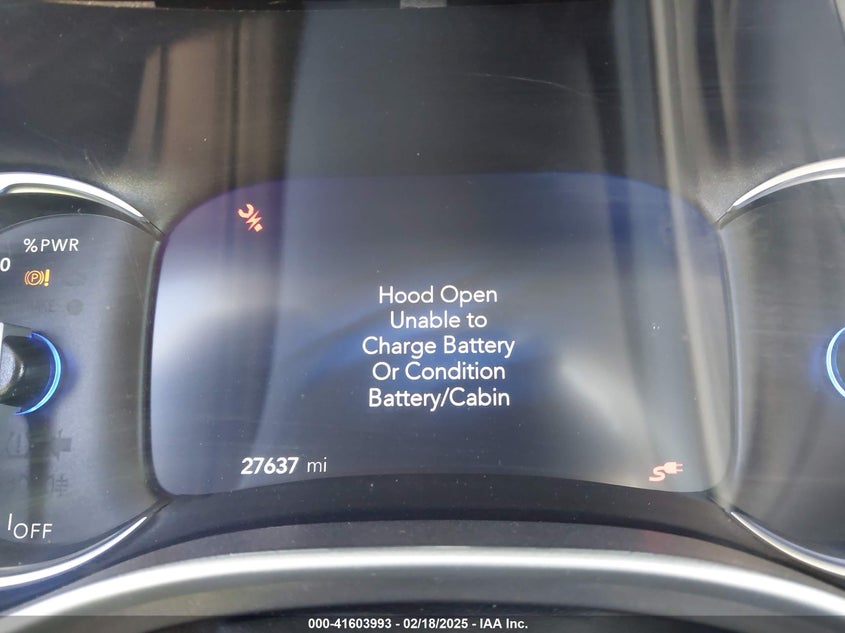 %PWR
0
(P)!
Hood Open
Unable to
Charge Battery
Or Condition
Battery/Cabin
27637 mi
OFF
000-41603993 - 02/18/2025 - IAA Inc.